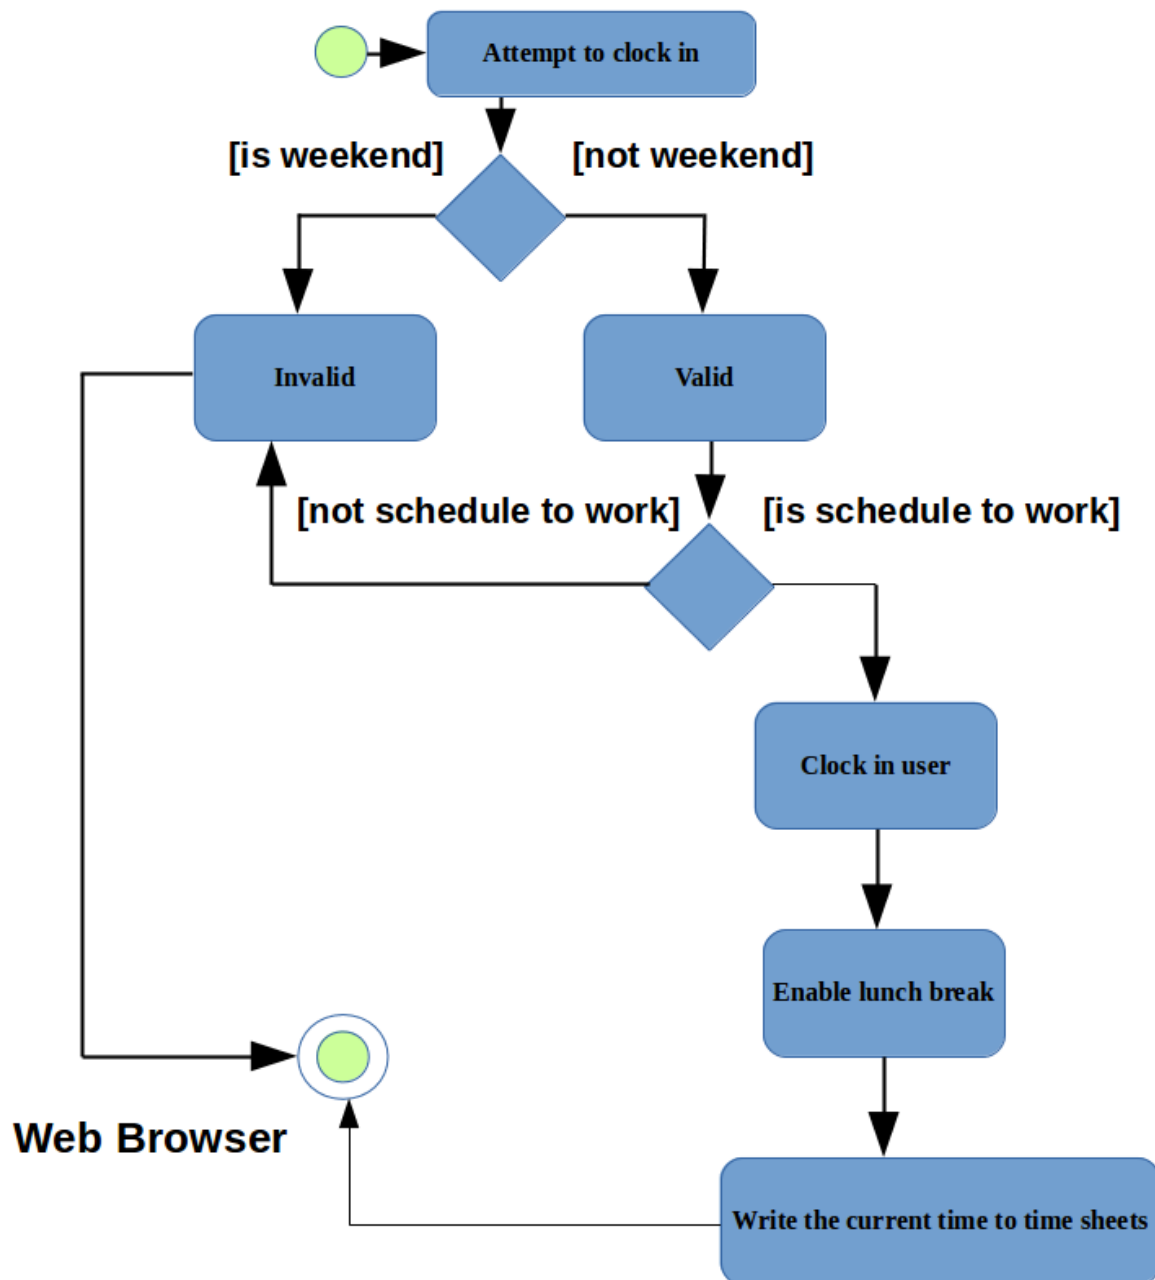 Attempt to clock in
[is weekend]
[not weekend]
Invalid
Valid
[not schedule to work]
[is schedule to work]
Clock in user
Enable lunch break
Web Browser
Write the current time to time sheets